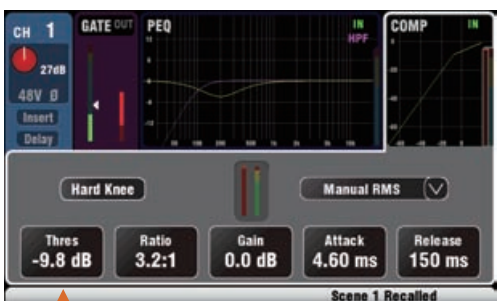 CH 1
27dB
48V Ø
Insert
Delay
GATE OUT
PEQ
IN
HPF
COMP
IN
Hard Knee
Manual RMS
Thres
-9.8 dB
Ratio
3.2:1
Gain
0.0 dB
Attack
4.60 ms
Release
150 ms
Scene 1 Recalled